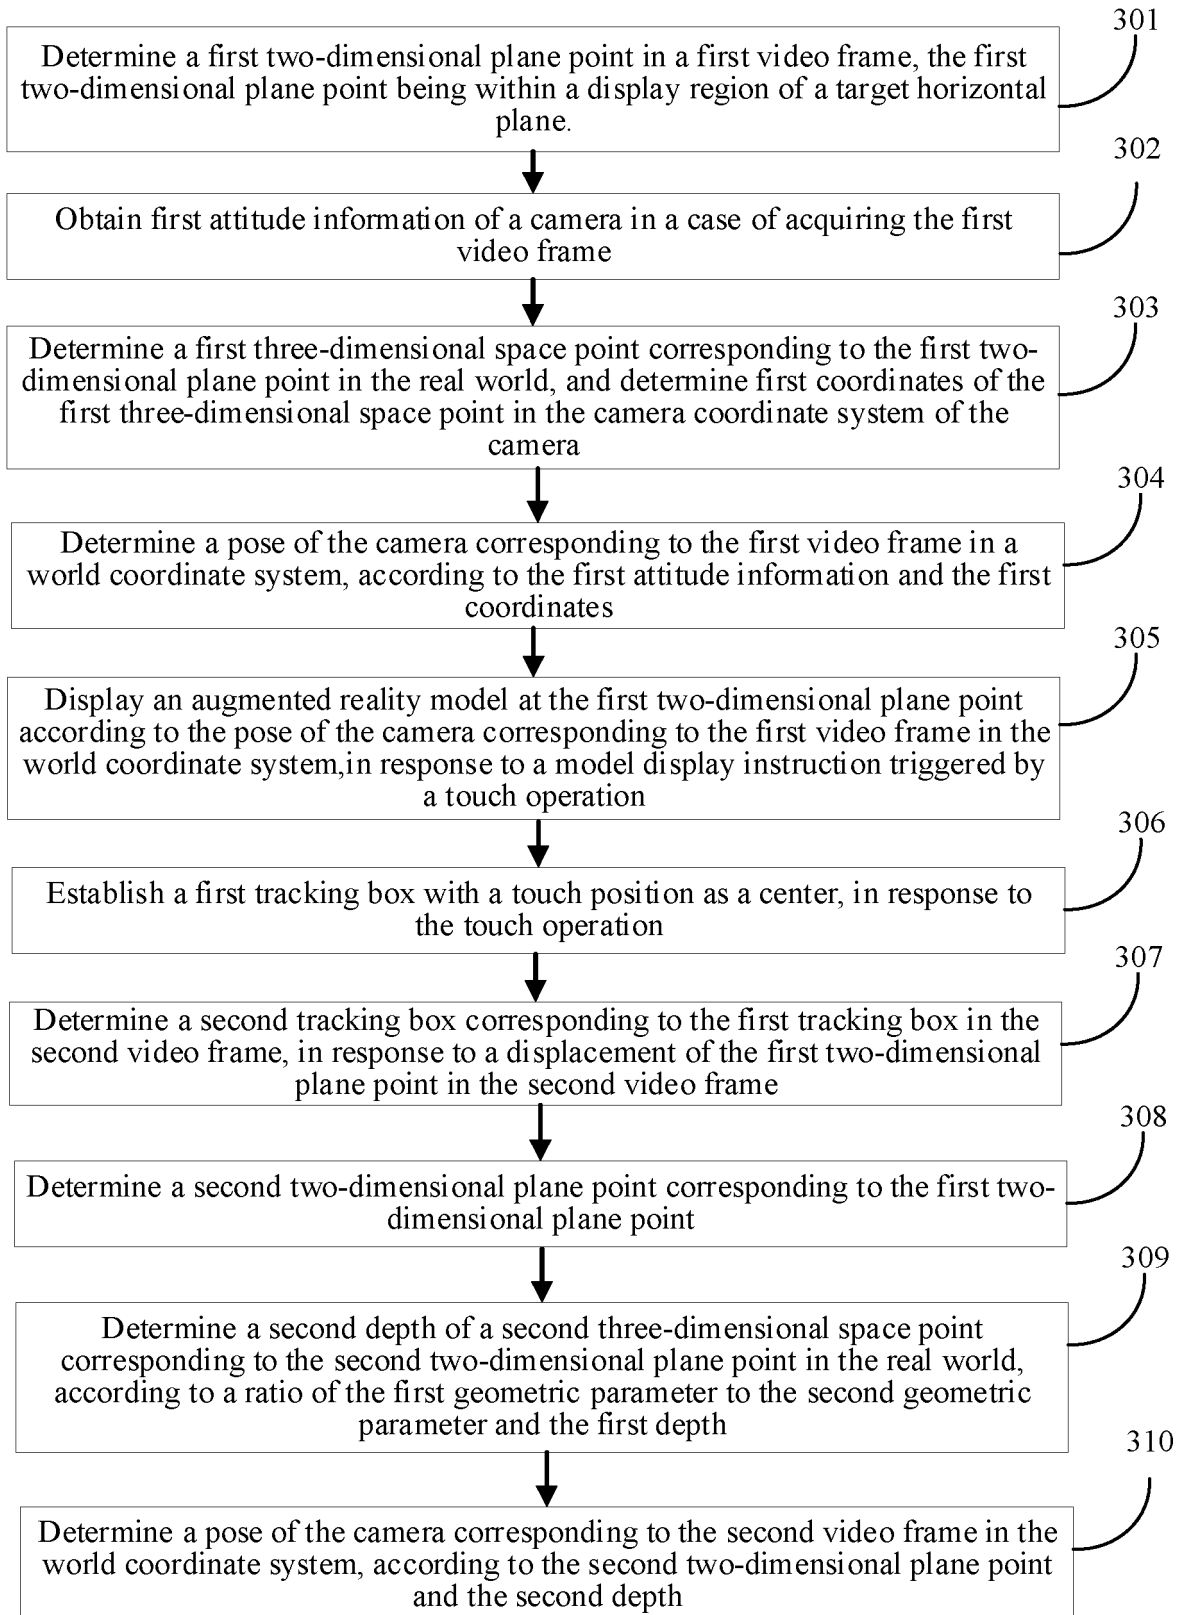 301
Determine a first two-dimensional plane point in a first video frame, the first
two-dimensional plane point being within a display region of a target horizontal
plane.
302
Obtain first attitude information of a camera in a case of acquiring the first
video frame
303
Determine a first three-dimensional space point corresponding to the first two-
dimensional plane point in the real world, and determine first coordinates of the
first three-dimensional space point in the camera coordinate system of the
camera
304
Determine a pose of the camera corresponding to the first video frame in a
world coordinate system, according to the first attitude information and the first
coordinates
305
Display an augmented reality model at the first two-dimensional plane point
according to the pose of the camera corresponding to the first video frame in the
world coordinate system,in response to a model display instruction triggered by
a touch operation
306
Establish a first tracking box with a touch position as a center, in response to
the touch operation
307
Determine a second tracking box corresponding to the first tracking box in the
second video frame, in response to a displacement of the first two-dimensional
plane point in the second video frame
308
Determine a second two-dimensional plane point corresponding to the first two-
dimensional plane point
309
Determine a second depth of a second three-dimensional space point
corresponding to the second two-dimensional plane point in the real world,
according to a ratio of the first geometric parameter to the second geometric
parameter and the first depth
310
Determine a pose of the camera corresponding to the second video frame in the
world coordinate system, according to the second two-dimensional plane point
and the second depth